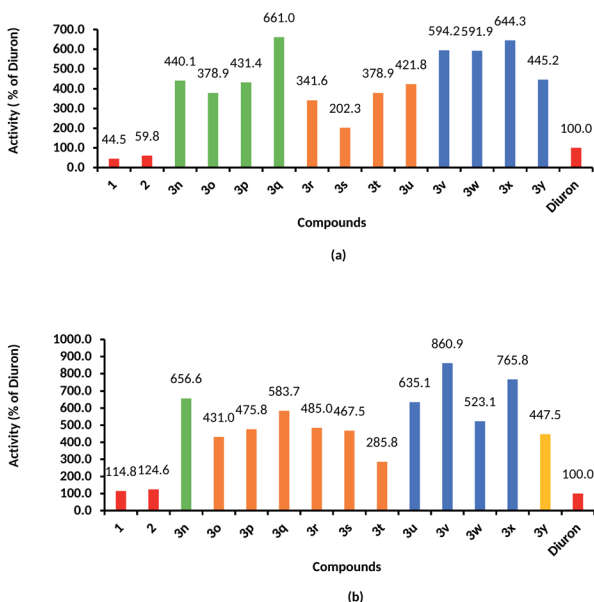 Activity ( % of Diuron)
700.0
600.0
500.0
400.0
300.0
200.0
100.0
0.0
44.5
59.8
440.1
378.9
431.4
661.0
341.6
202.3
378.9
421.8
594.2
591.9
644.3
445.2
100.0
1
2
3n
3o
3p
3q
3r
3s
3t
3u
3v
3w
3x
3y
Diuron
Compounds
(a)
Activity (% of Diuron)
1000.0
900.0
800.0
700.0
600.0
500.0
400.0
300.0
200.0
100.0
0.0
114.8
124.6
656.6
431.0
475.8
583.7
485.0
467.5
285.8
635.1
860.9
523.1
765.8
447.5
100.0
1
2
3n
3o
3p
3q
3r
3s
3t
3u
3v
3w
3x
3y
Diuron
Compounds
(b)